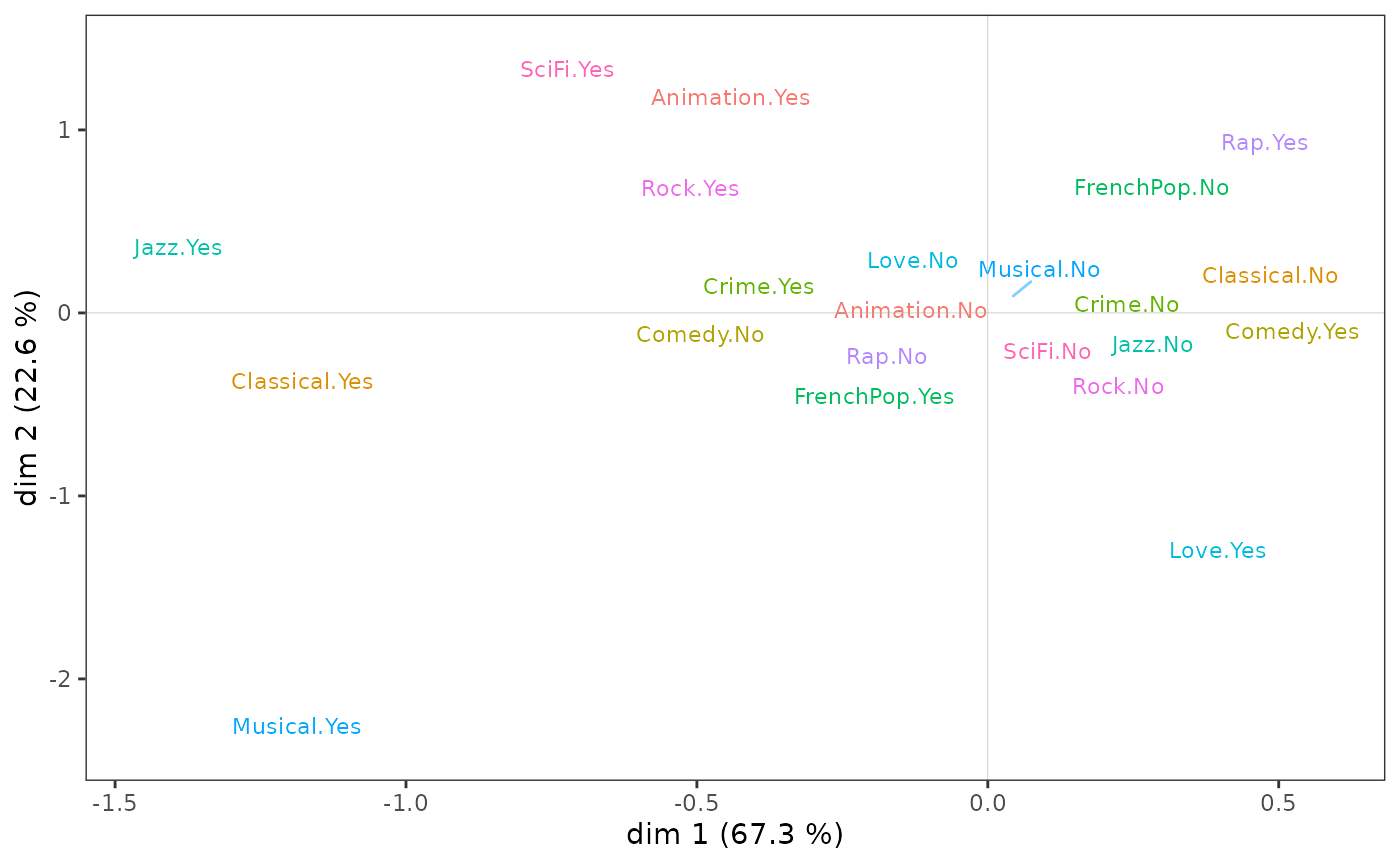 SciFi.Yes
Animation.Yes
1
Rap.Yes
Rock.Yes
FrenchPop.No
Jazz.Yes
Love.No
Musical.No
Classical.No
Crime.Yes
Crime.No
0
Animation.No
Comedy.No
Comedy.Yes
Rap.No
SciFi.No
Jazz.No
Classical.Yes
Rock.No
FrenchPop.Yes
dim 2 (22.6 %)
-1
Love.Yes
-2
Musical.Yes
-1.5 -1.0 -0.5 0.0 0.5
dim 1 (67.3 %)